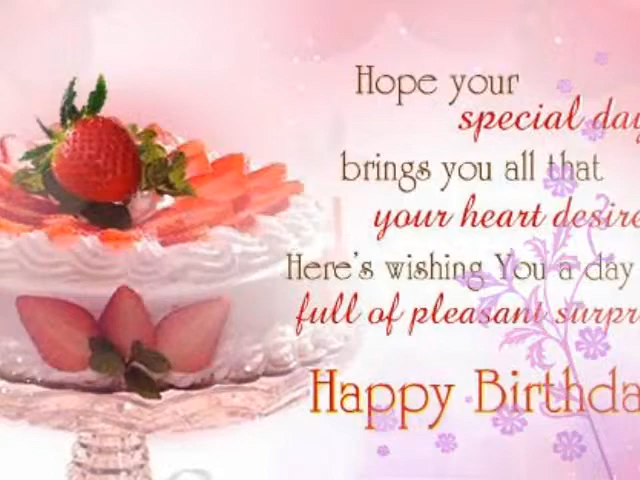 Hope your
special day
brings you all that
your heart desire
Here's wishing You a day
full of pleasant surpr
Happy Birthda